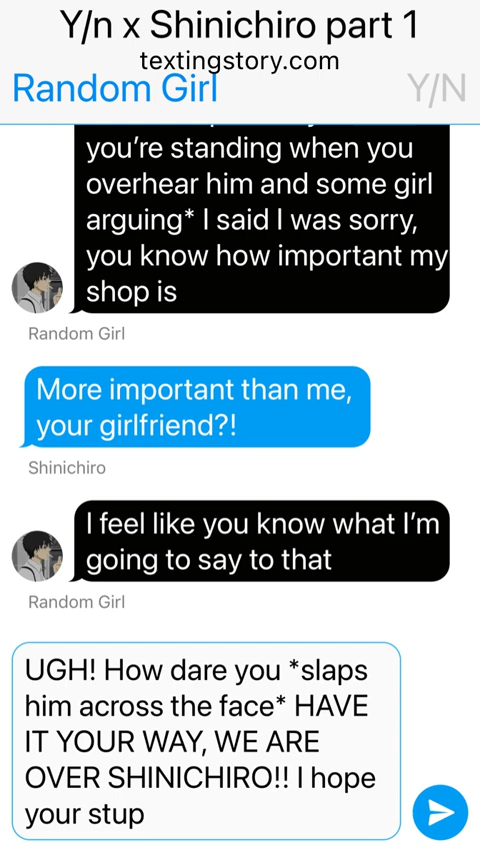 Y/n x Shinichiro part 1
textingstory.com
Random Girl
Y/N
you’re standing when you
overhear him and some girl
arguing* I said I was sorry,
you know how important my
shop is
Random Girl
More important than me,
your girlfriend?!
Shinichiro
I feel like you know what I’m
going to say to that
Random Girl
UGH! How dare you *slaps
him across the face* HAVE
IT YOUR WAY, WE ARE
OVER SHINICHIRO!! I hope
your stup